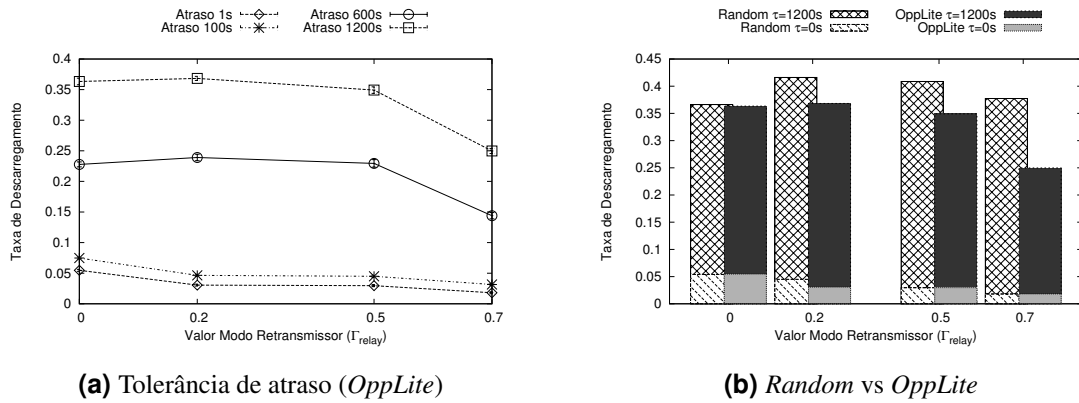 Atraso 1s Atraso 600s
Atraso 100s Atraso 1200s
0.4
0.35
0.3
0.25
0.2
0.15
0.1
0.05
0
Taxa de Descarregamento
0 0.2 0.5 0.7
Valor Modo Retransmissor (Γrelay)
(a) Tolerância de atraso (OppLite)
Random τ=1200s OppLite τ=1200s
Random τ=0s OppLite τ=0s
0.45
0.4
0.35
0.3
0.25
0.2
0.15
0.1
0.05
0
Taxa de Descarregamento
0 0.2 0.5 0.7
Valor Modo Retransmissor (Γrelay)
(b) Random vs OppLite